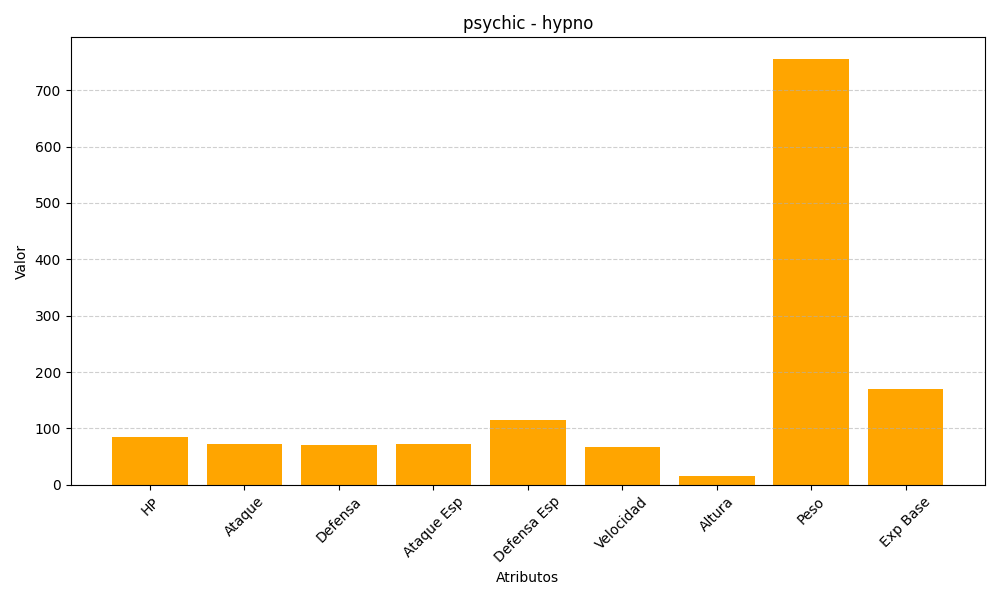 psychic - hypno
Valor
700
600
500
400
300
200
100
0
HP
Ataque
Defensa
Ataque Esp
Defensa Esp
Velocidad
Altura
Peso
Exp Base
Atributos